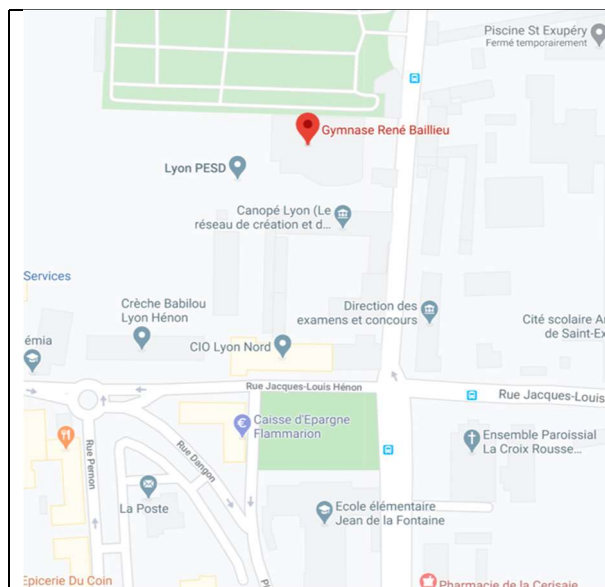 Piscine St Exupéry
Fermé temporairement
Gymnase René Baillieu
Lyon PESD
Canopé Lyon (Le
réseau de création et d...
Services
Crèche Babilou
Lyon Hénon
Direction des
examens et concours
Cité scolaire
de Saint-Ex
émia
CIO Lyon Nord
Rue Jacques-Louis Hénon
Rue Jacques-Louis
Caisse d'Epargne
Flammarion
Ensemble Paroissial
La Croix Rousse...
Rue Dangon
Rue Pernon
La Poste
Ecole élémentaire
Jean de la Fontaine
Epicerie Du Coin
Pharmacie de la Cerisaie